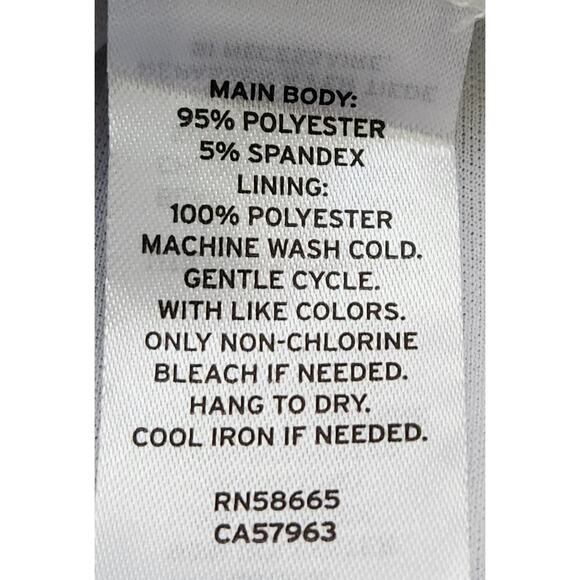 MAIN BODY:
95% POLYESTER
5% SPANDEX
LINING:
100% POLYESTER
MACHINE WASH COLD.
GENTLE CYCLE.
WITH LIKE COLORS.
ONLY NON-CHLORINE
BLEACH IF NEEDED.
HANG TO DRY.
COOL IRON IF NEEDED.
RN58665
CA57963